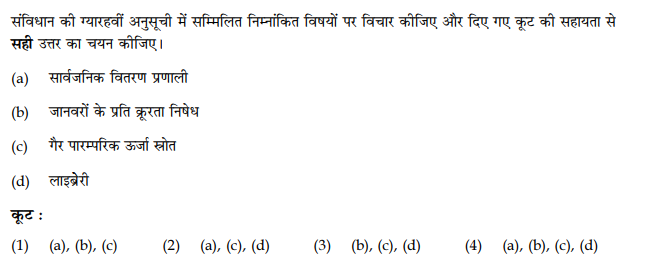 संविधान की ग्यारहवीं अनुसूची में सम्मिलित निम्नांकित विषयों पर विचार कीजिए और दिए गए कूट की सहायता से
सही उत्तर का चयन कीजिए।
(a) सार्वजनिक वितरण प्रणाली
(b) जानवरों के प्रति क्रूरता निषेध
(c) गैर पारम्परिक ऊर्जा स्रोत
(d) लाइब्रेरी
कूट :
(1) (a), (b), (c) (2) (a), (c), (d) (3) (b), (c), (d) (4) (a), (b), (c), (d)